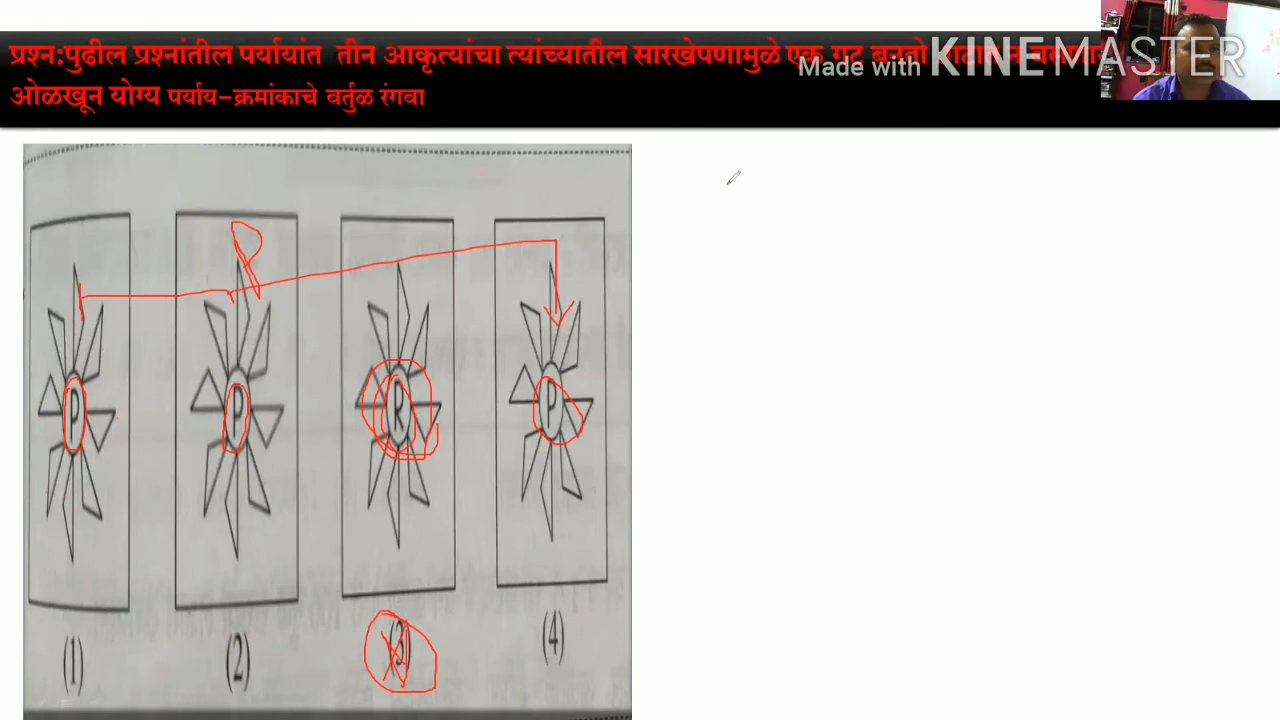 प्रश्न:पुढील प्रश्नांतील पर्यायांत तीन आकृत्यांचा त्यांच्यातील सारखेपणामुळे एक गट बनतो
Made with KINEMASTER
ओळखून योग्य पर्याय-क्रमांकाचे वर्तुळ रंगवा
P
P P R P
(1) (2) (3) (4)